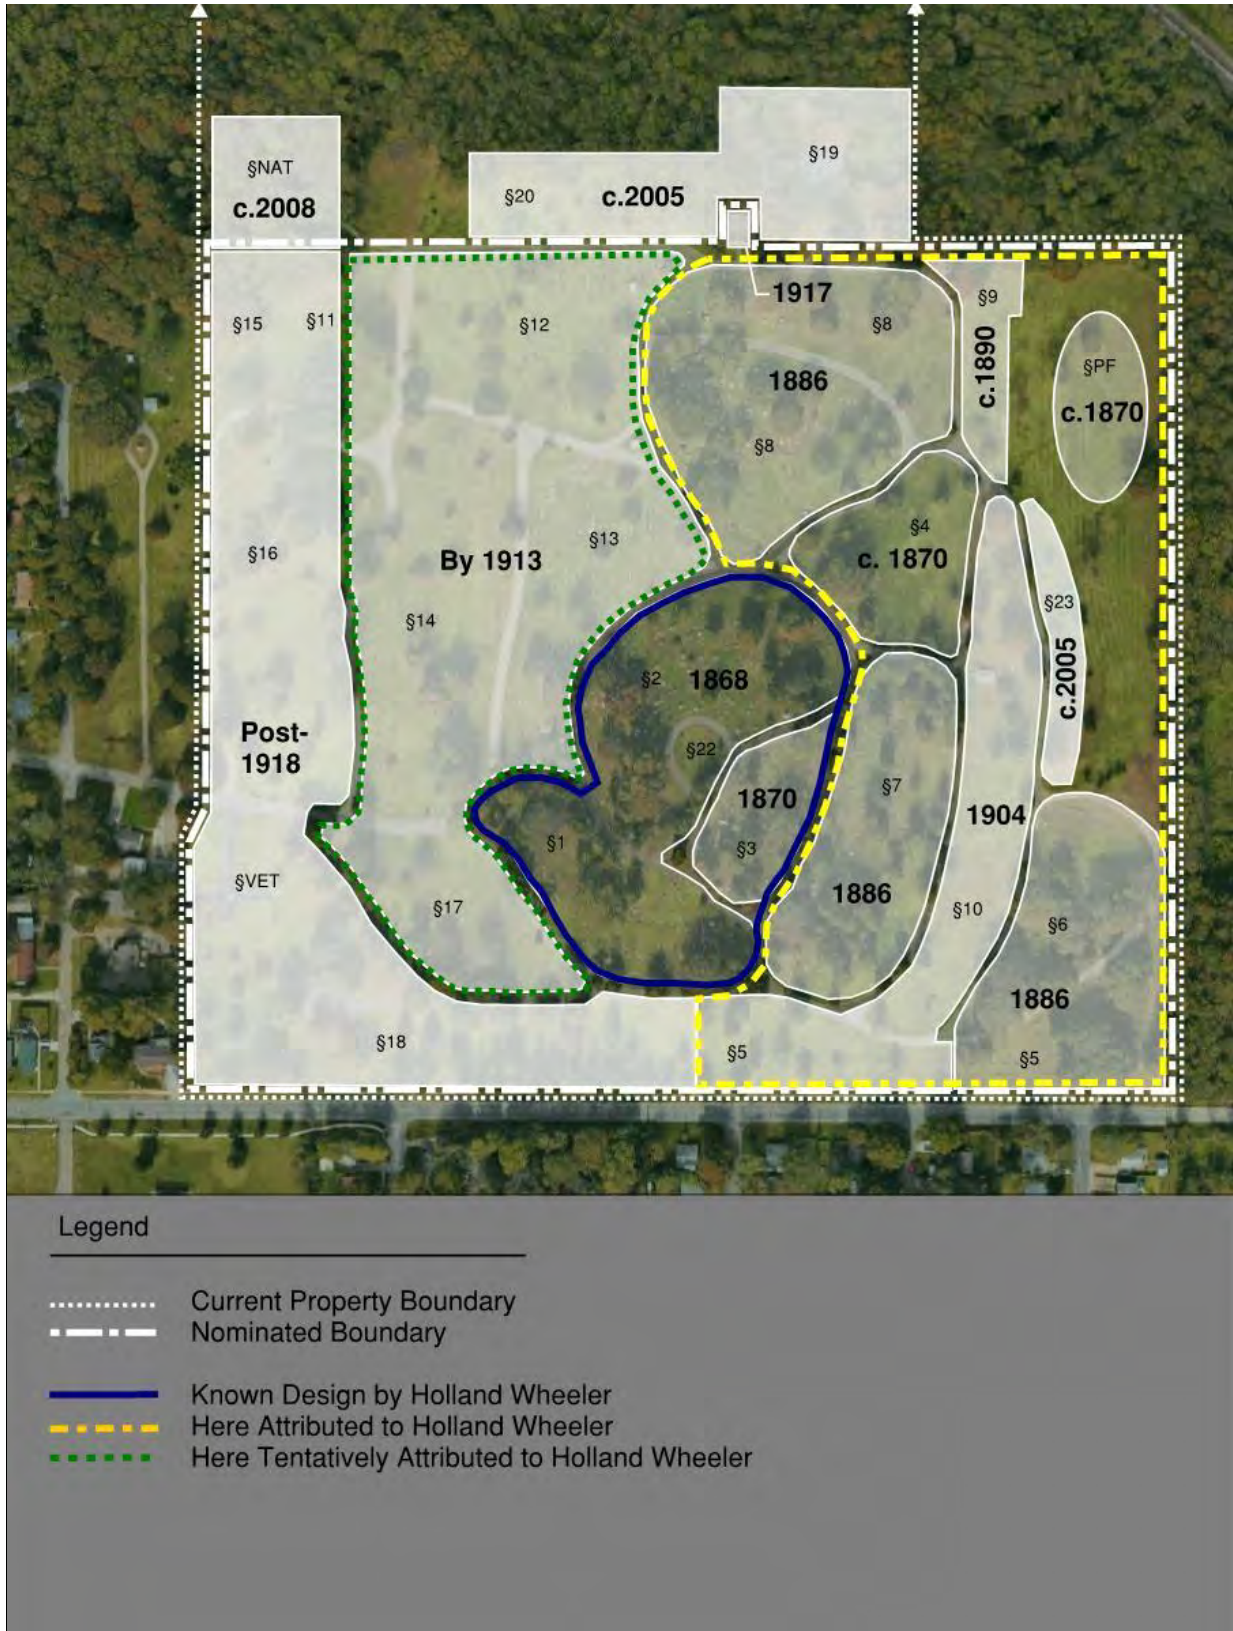 §19
§NAT
§20
c.2005
c.2008
1917
§9
§15
§11
§12
§8
§PF
c.1890
1886
c.1870
§8
§4
§16
§13
By 1913
c. 1870
§23
§14
§2
1868
c.2005
Post-
1918
§22
§7
1870
1904
§1
§3
§VET
1886
§17
§10
§6
1886
§18
§5
§5
Legend
Current Property Boundary
Nominated Boundary
Known Design by Holland Wheeler
Here Attributed to Holland Wheeler
Here Tentatively Attributed to Holland Wheeler